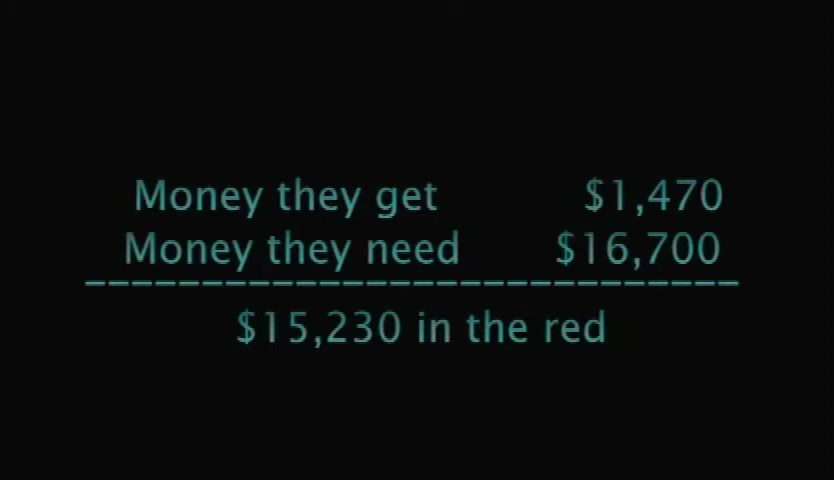 Money they get $1,470
Money they need $16,700
$15,230 in the red